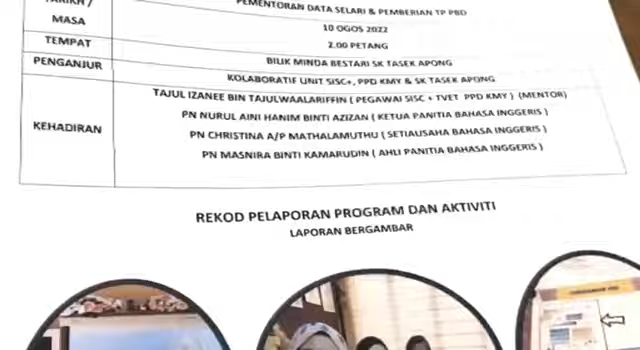 PEMENTORAN DATA SELARI & PEMBERIAN TP PBD
TARIKH /
MASA
10 OGOS 2022
2.00 PETANG
TEMPAT
BILIK MINDA BESTARI SK TASEK APONG
PENGANJUR
KOLABORATIF UNIT SISC+, PPD KMY & SK TASEK APONG
KEHADIRAN
TAJUL IZANEE BIN TAJULWAALARIFFIN ( PEGAWAI SISC + TVET PPD KMY ) (MENTOR)
PN NURUL AINI HANIM BINTI AZIZAN ( KETUA PANITIA BAHASA INGGERIS )
PN CHRISTINA A/P MATHALAMUTHU ( SETIAUSAHA BAHASA INGGERIS )
PN MASNIRA BINTI KAMARUDIN ( AHLI PANITIA BAHASA INGGERIS )
REKOD PELAPORAN PROGRAM DAN AKTIVITI
LAPORAN BERGAMBAR